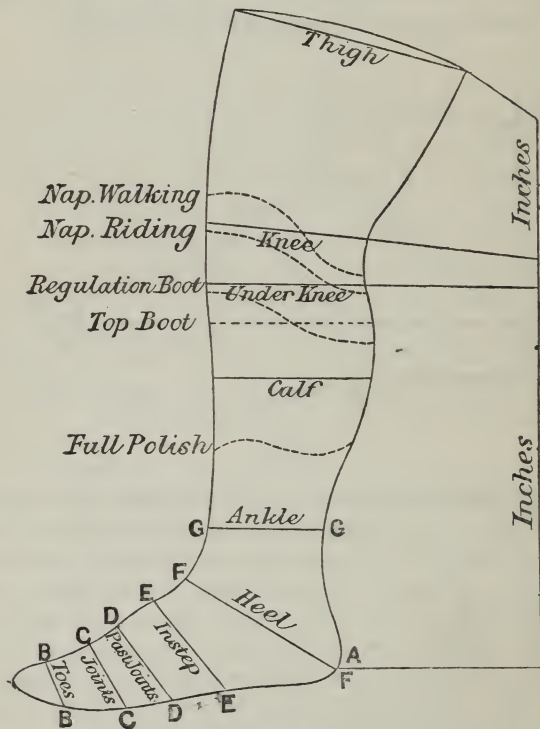 Thigh
Inches
Nap. Walking
Nap. Riding
Knee
Regulation Boot
Under Knee
Top Boot
Calf
Full Polish
Inches
G
Ankle
G
F
E
Heel
D
Instep
C
Past Joints
B
Joints
Toes
A
F
E
D
C
B